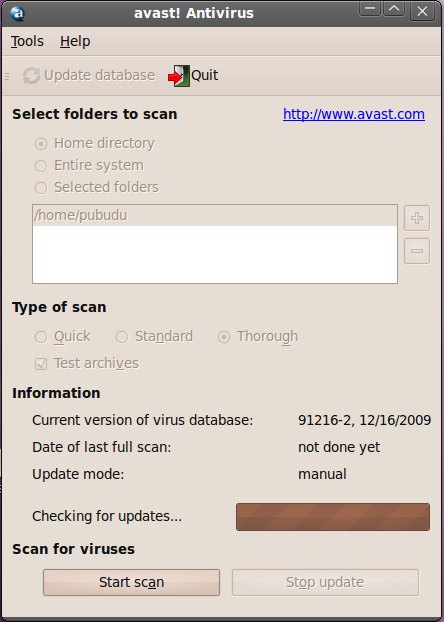 avast! Antivirus
Tools Help
Update database Quit
Select folders to scan http://www.avast.com
Home directory
Entire system
Selected folders
/home/pubudu
Type of scan
Quick Standard Thorough
Test archives
Information
Current version of virus database: 91216-2, 12/16/2009
Date of last full scan: not done yet
Update mode: manual
Checking for updates...
Scan for viruses
Start scan Stop update